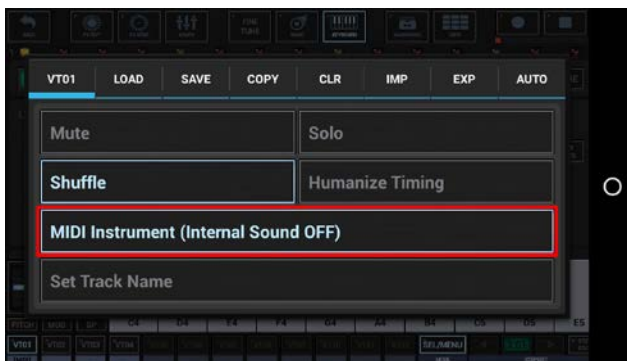 VT01 LOAD SAVE COPY CLR IMP EXP AUTO
Mute Solo
Shuffle Humanize Timing
MIDI Instrument (Internal Sound OFF)
Set Track Name
PITCH MOD C4 D4 E4 F4 G4 A4 B4 C5 D5 E5
VT01 VT02 VT03 VT04 SEL/MENU